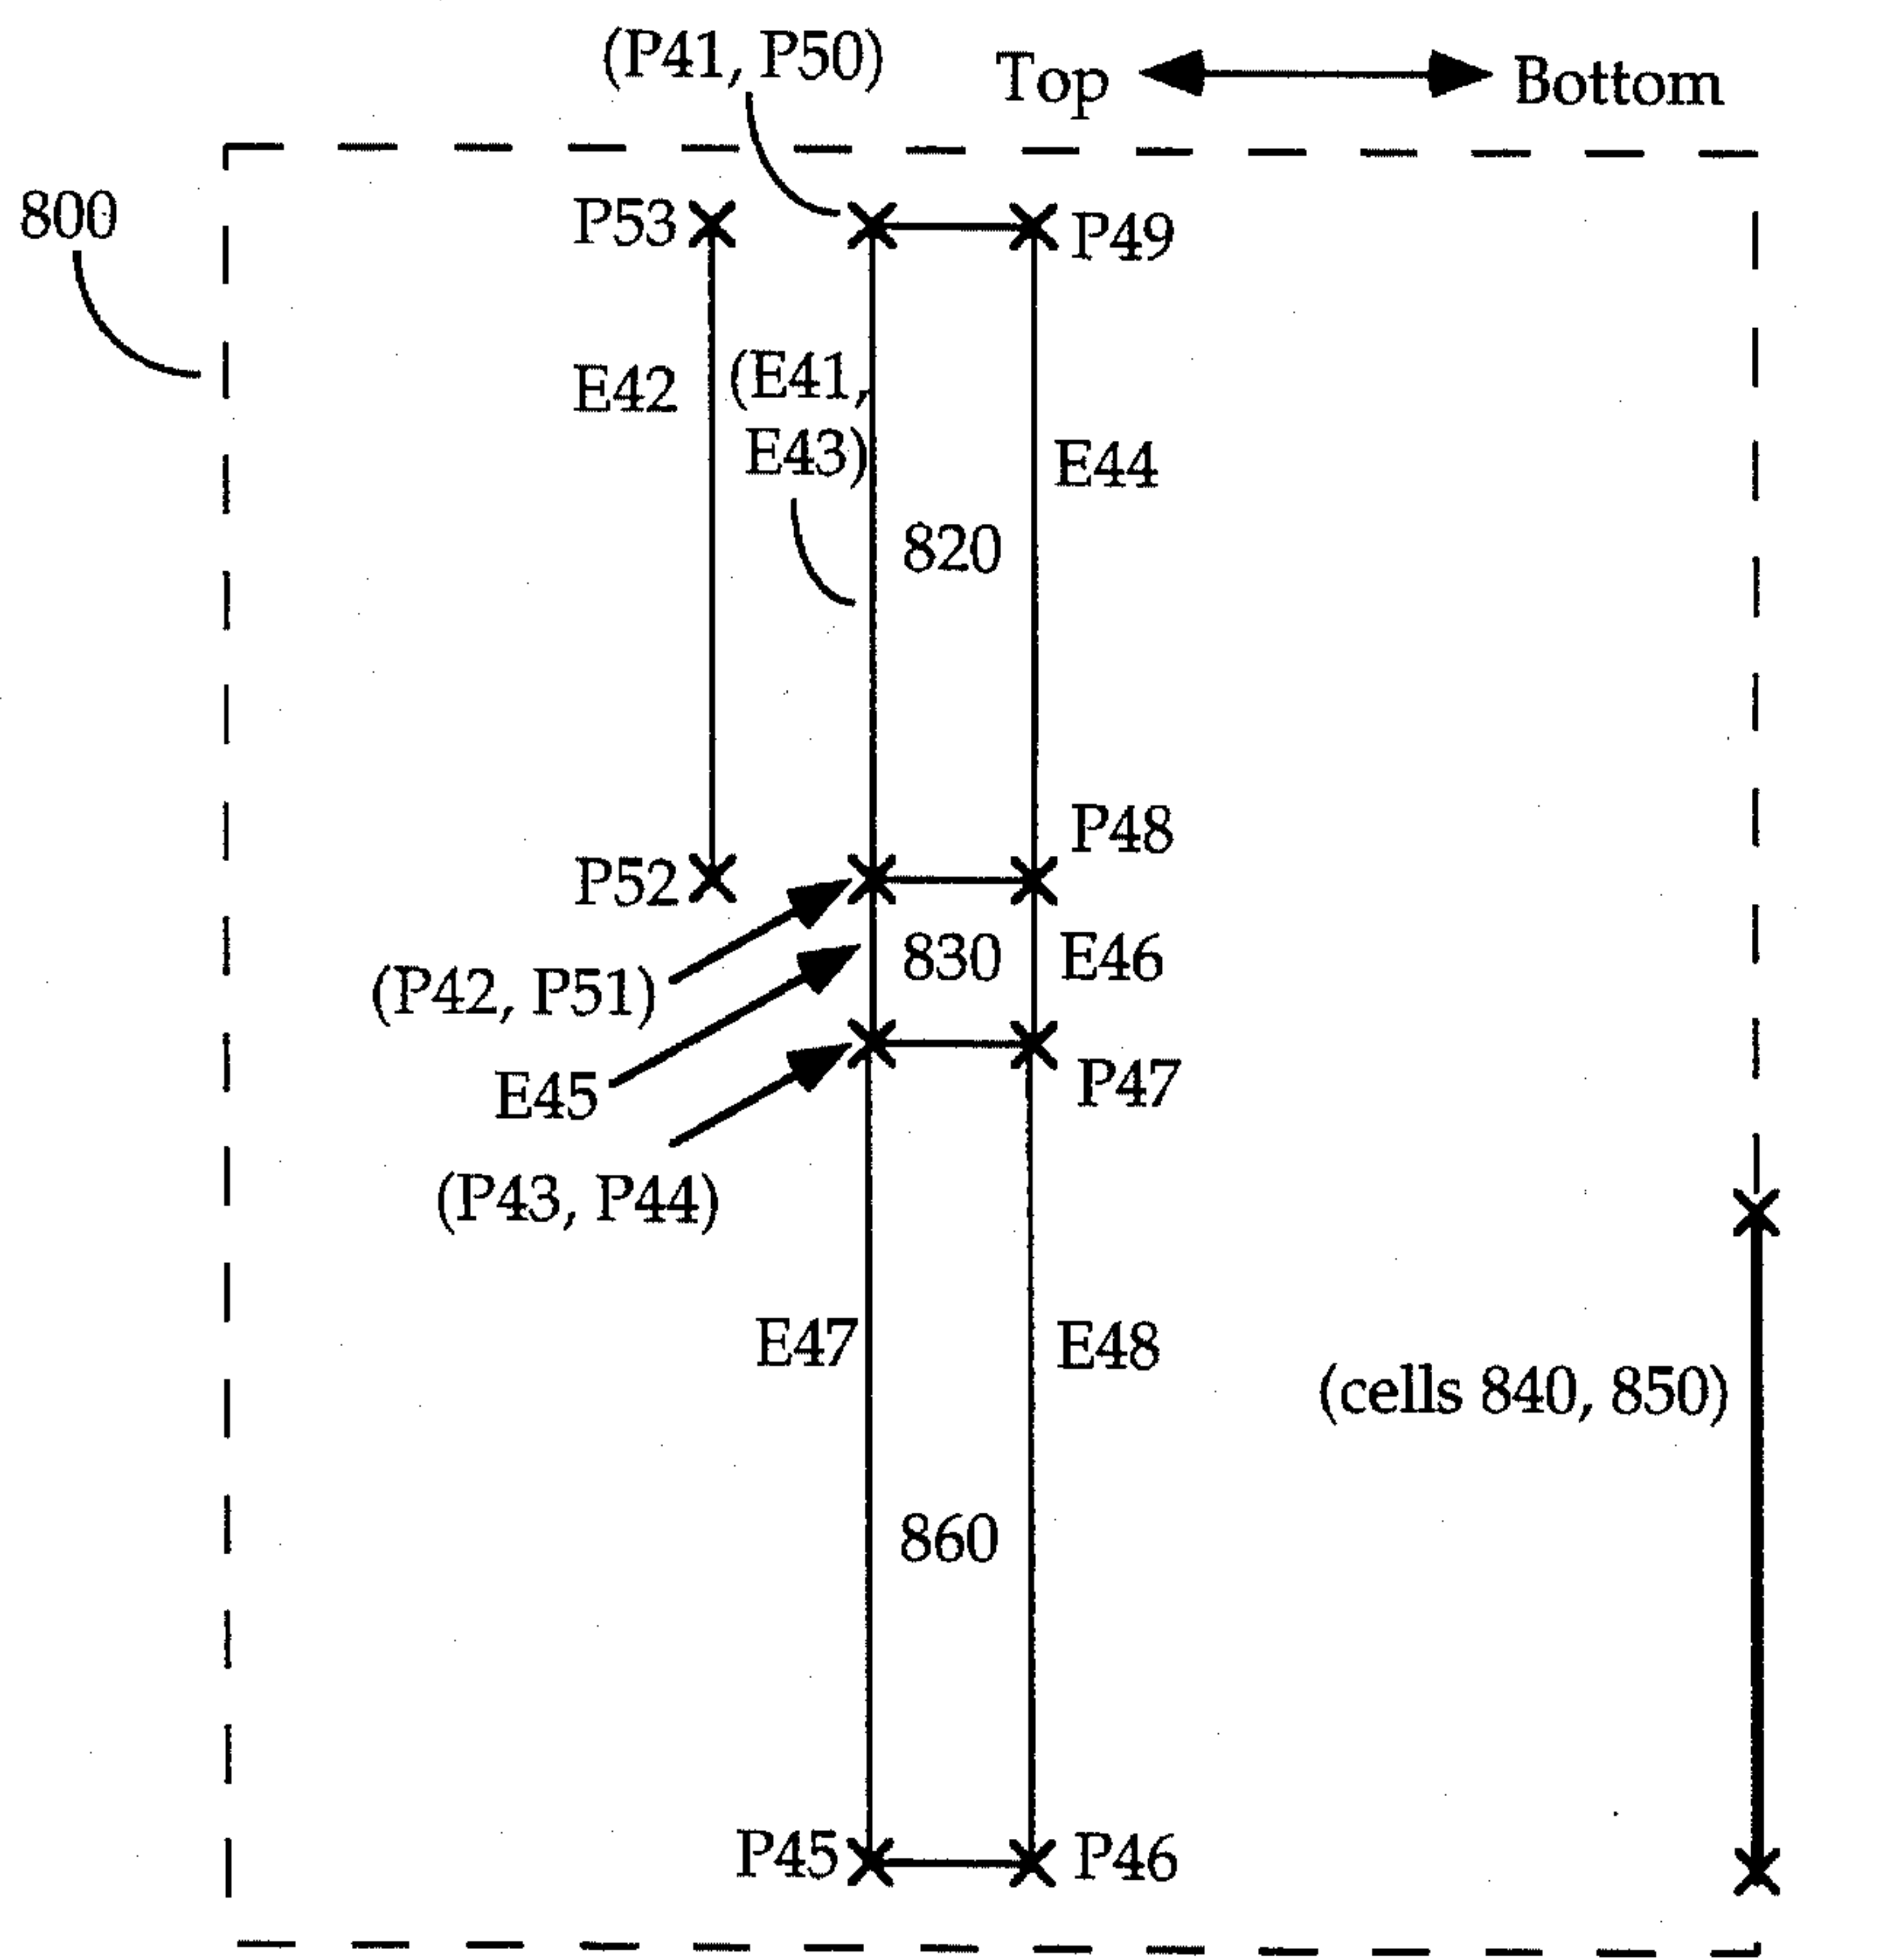 (P41, P50)
Top
Bottom
800
P53
P49
E42
(E41,
E43)
E44
820
P48
P52
830
E46
(P42, P51)
E45
P47
(P43, P44)
E47
E48
(cells 840, 850)
860
P45
P46